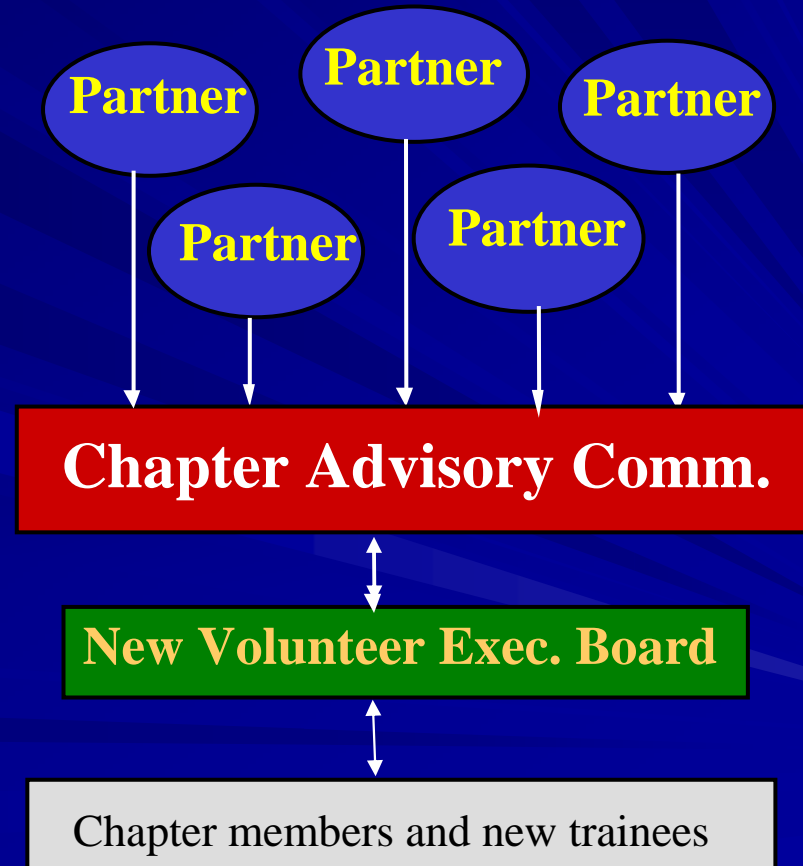 Partner
Partner
Partner
Partner
Partner
Chapter Advisory Comm.
New Volunteer Exec. Board
Chapter members and new trainees